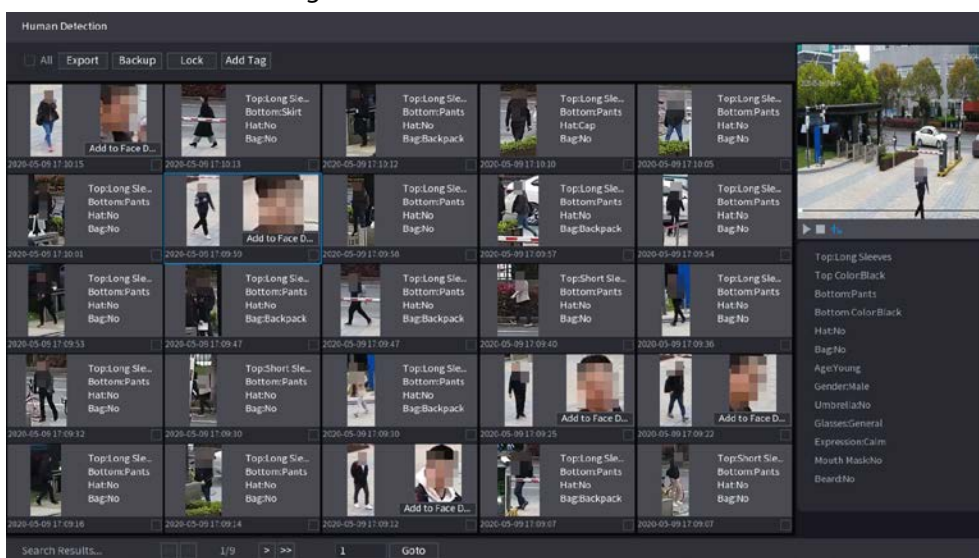 Human Detection
All Export Backup Lock Add Tag
Add to Face D...
2020-05-09 17:10:15
Top:Long Sle...
Bottom:Skirt
Hat:No
Bag:No
2020-05-09 17:10:13
Top:Long Sle...
Bottom:Pants
Hat:No
Bag:Backpack
2020-05-09 17:10:12
Top:Long Sle...
Bottom:Pants
Hat:Cap
Bag:No
2020-05-09 17:10:10
Top:Long Sle...
Bottom:Pants
Hat:No
Bag:No
2020-05-09 17:10:05
Top:Long Sle...
Bottom:Pants
Hat:No
Bag:No
2020-05-09 17:10:01
Add to Face D...
2020-05-09 17:09:59
Top:Long Sle...
Bottom:Pants
Hat:No
Bag:No
2020-05-09 17:09:58
Top:Long Sle...
Bottom:Pants
Hat:No
Bag:Backpack
2020-05-09 17:09:57
Top:Long Sle...
Bottom:Pants
Hat:No
Bag:No
2020-05-09 17:09:54
Top:Long Sle...
Bottom:Pants
Hat:No
Bag:No
2020-05-09 17:09:53
Top:Long Sle...
Bottom:Pants
Hat:No
Bag:Backpack
2020-05-09 17:09:47
Top:Long Sle...
Bottom:Pants
Hat:No
Bag:Backpack
2020-05-09 17:09:47
Top:Short Sle...
Bottom:Pants
Hat:No
Bag:No
2020-05-09 17:09:40
Top:Long Sle...
Bottom:Pants
Hat:No
Bag:No
2020-05-09 17:09:36
Top:Long Sle...
Bottom:Pants
Hat:No
Bag:No
2020-05-09 17:09:32
Top:Short Sle...
Bottom:Pants
Hat:No
Bag:No
2020-05-09 17:09:30
Top:Long Sle...
Bottom:Pants
Hat:No
Bag:Backpack
2020-05-09 17:09:30
Add to Face D...
2020-05-09 17:09:25
Add to Face D...
2020-05-09 17:09:22
Top:Long Sle...
Bottom:Pants
Hat:No
Bag:No
2020-05-09 17:09:16
Top:Long Sle...
Bottom:Pants
Hat:No
Bag:No
2020-05-09 17:09:14
Add to Face D...
2020-05-09 17:09:12
Top:Long Sle...
Bottom:Pants
Hat:No
Bag:Backpack
2020-05-09 17:09:07
Top:Short Sle...
Bottom:Pants
Hat:No
Bag:No
2020-05-09 17:09:07
Top:Long Sleeves
Top Color:Black
Bottom:Pants
Bottom Color:Black
Hat:No
Bag:No
Age:Young
Gender:Male
Umbrella:No
Glasses:General
Expression:Calm
Mouth Mask:No
Beard:No
Search Results... 1/9 > >> 1 Goto